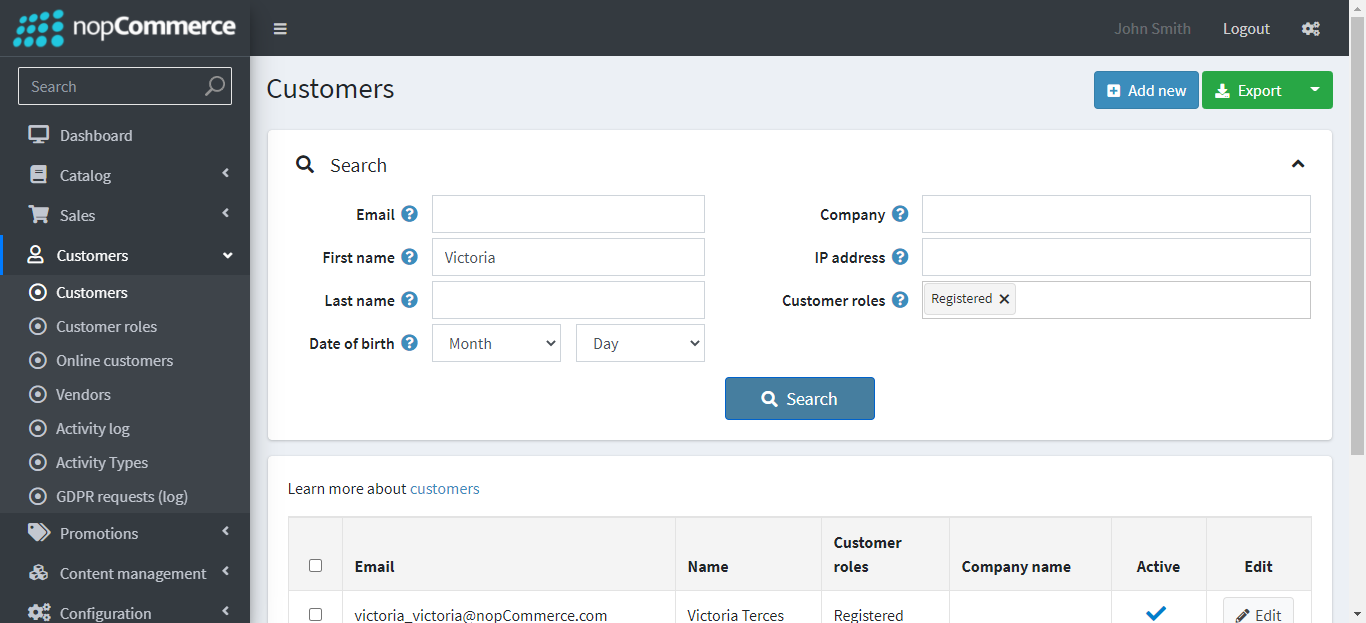 nopCommerce
John Smith
Logout
Search
Dashboard
Catalog
Sales
Customers
Customers
Customer roles
Online customers
Vendors
Activity log
Activity Types
GDPR requests (log)
Promotions
Content management
Configuration
Customers
Add new
Export
Search
Email
Company
First name
Victoria
IP address
Last name
Customer roles
Registered
Date of birth
Month
Day
Search
Learn more about customers
Email
Name
Customer roles
Company name
Active
Edit
victoria_victoria@nopCommerce.com
Victoria Terces
Registered
Edit